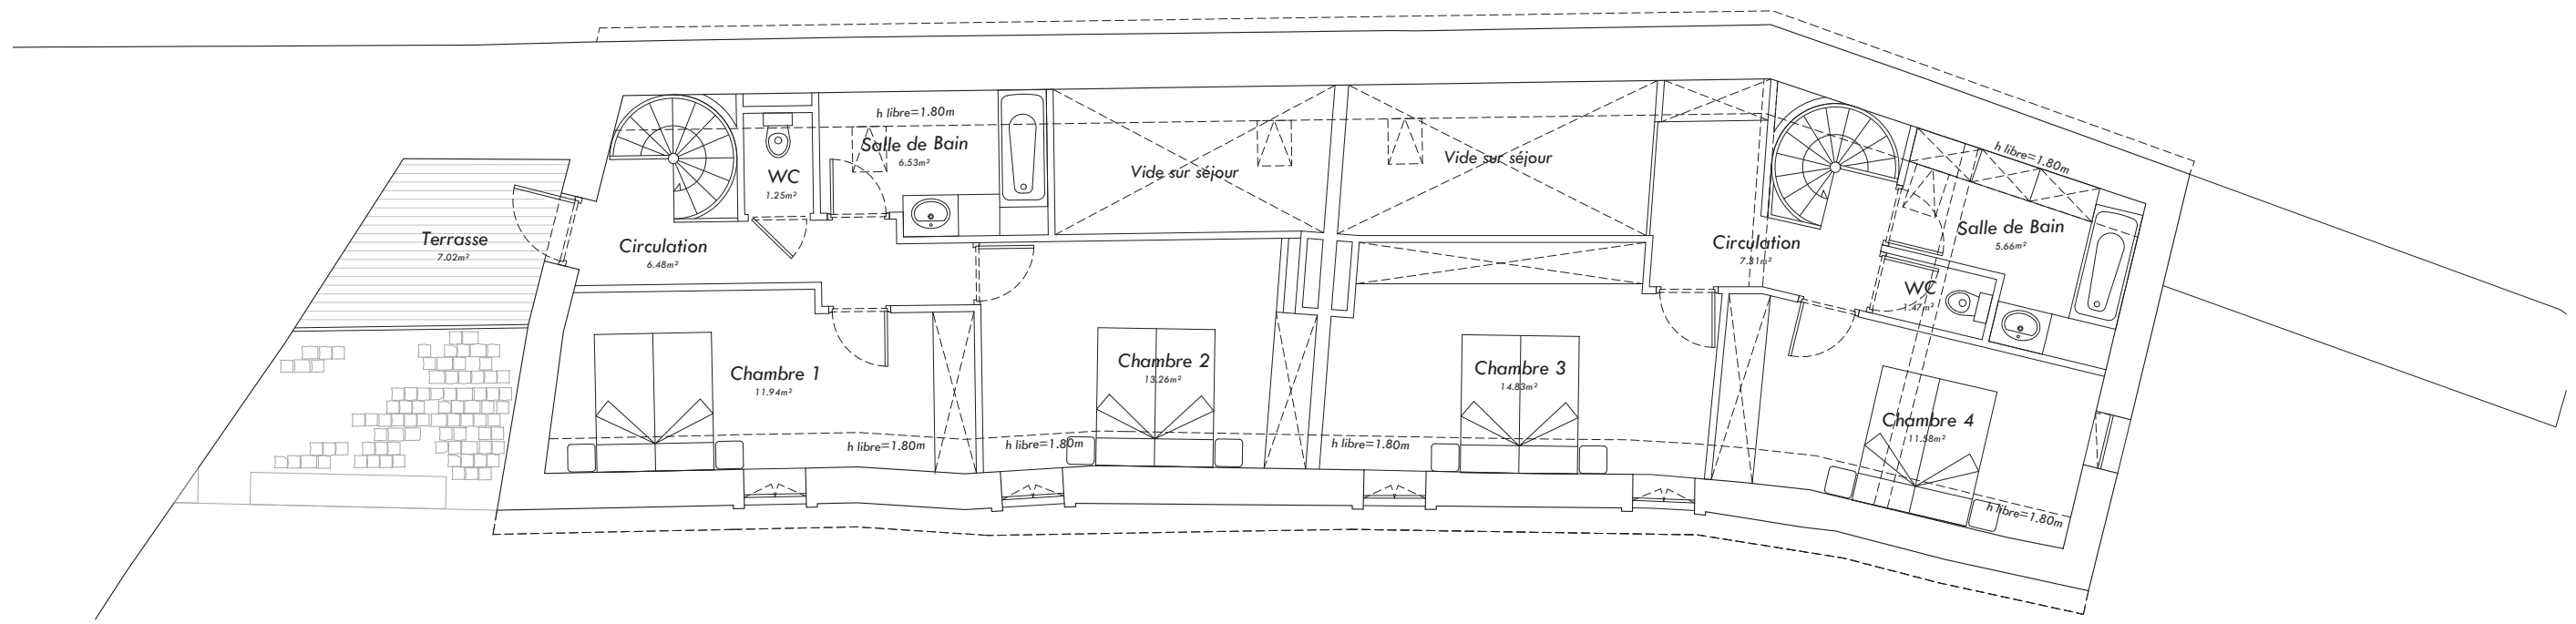 h libre=1.80m
Salle de Bain
6.53m²
WC
1.25m²
Vide sur séjour
Vide sur séjour
h libre=1.80m
Salle de Bain
5.66m²
Terrasse
7.02m²
Circulation
6.48m²
Circulation
7.31m²
WC
1.47m²
Chambre 1
11.94m²
Chambre 2
13.26m²
Chambre 3
14.83m²
Chambre 4
11.58m²
h libre=1.80m
h libre=1.80m
h libre=1.80m
h libre=1.80m